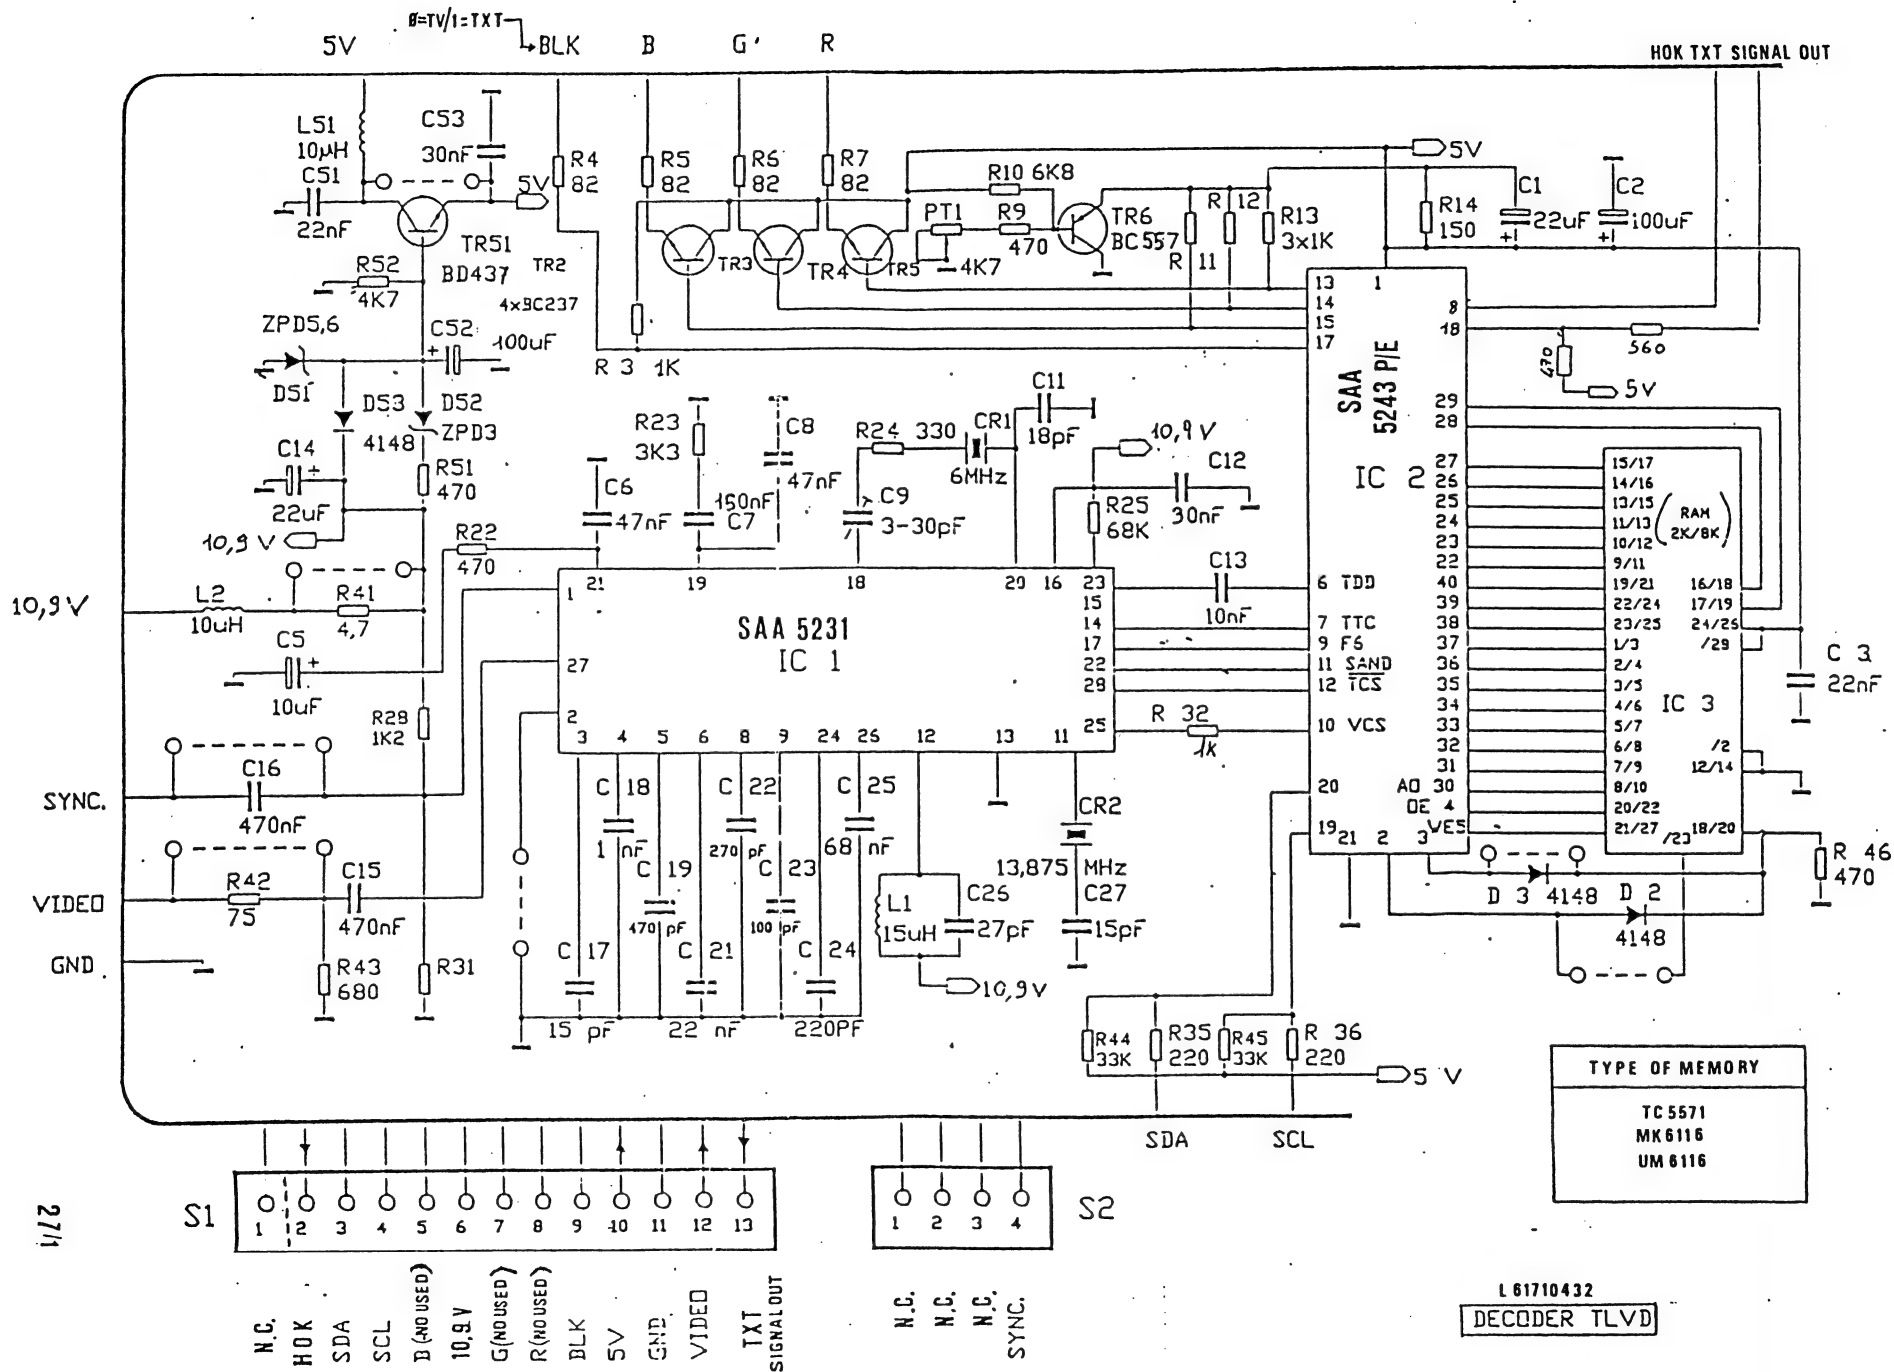 0=TV/1=TXT
5V
BLK
B
G'
R
HOK TXT SIGNAL OUT
L51
10µH
C53
30nF
C51
22nF
5V
R4
82
R5
82
R6
82
R7
82
R10 6K8
PT1
4K7
R9
470
TR6
BC557
R 11
R 12
R13
3x1K
5V
R14
150
C1
22uF
C2
100uF
TR51
BD437
TR2
4xBC237
TR3
TR4
TR5
R52
4K7
ZPD5,6
D51
C52
100uF
R 3 1K
D53
4148
D52
ZPD3
C14
22uF
R51
470
10,9 V
R22
470
C6
47nF
R23
3K3
150nF
C7
C8
47nF
R24 330
C9
3-30pF
CR1
6MHz
C11
18pF
10,9 V
C12
30nF
R25
68K
C13
10nF
13
14
15
17
1
8
18
560
470
5V
SAA
5243 P/E
IC 2
29
28
27
26
25
24
23
22
40
39
38
37
36
35
34
33
32
31
A0 30
OE 4
WE5
6 TDD
7 TTC
9 F6
11 SAND
12 TCS
10 VCS
20
19
21
2
3
15/17
14/16
13/15
11/13
10/12
9/11
19/21
22/24
23/25
1/3
2/4
3/5
4/6
5/7
6/8
7/9
8/10
20/22
21/27
RAM
2K/8K
16/18
17/19
24/26
/29
IC 3
/2
12/14
18/20
/23
C 3
22nF
R 46
470
D 3
4148
D 2
4148
10,9V
L2
10uH
R41
4,7
C5
10uF
R28
1K2
SAA 5231
IC 1
1
27
2
21
19
18
20
16
23
15
14
17
22
28
25
3
4
5
6
8
9
24
26
12
13
11
R 32
1K
SYNC.
C16
470nF
VIDEO
R42
75
C15
470nF
GND
R43
680
R31
C 18
1 nF
C 19
470 pF
C 22
270 pF
C 23
100 pF
C 25
68 nF
C 17
15 pF
C 21
22 nF
C 24
220PF
L1
15uH
C26
27pF
10,9V
CR2
13,875 MHz
C27
15pF
R44
33K
R35
220
R45
33K
R 36
220
5 V
SDA
SCL
TYPE OF MEMORY
TC 5571
MK6116
UM 6116
S1
1
2
3
4
5
6
7
8
9
10
11
12
13
N.C.
HOK
SDA
SCL
B(NO USED)
10,9V
G(NO USED)
R(NO USED)
BLK
5V
GND
VIDEO
TXT
SIGNAL OUT
S2
1
2
3
4
N.C.
N.C.
N.C.
SYNC.
27/1
L 61710432
DECODER TLVD